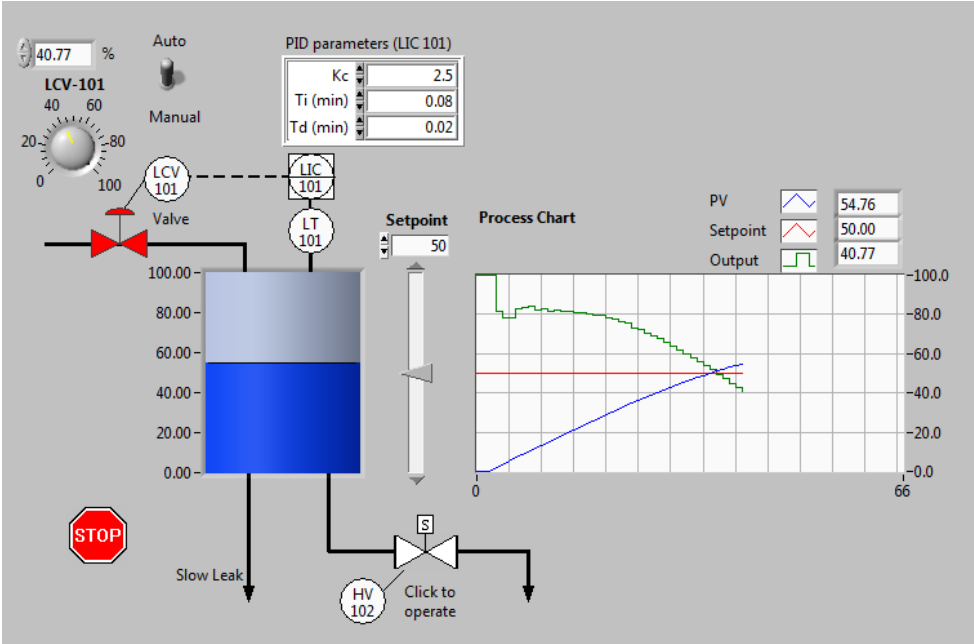 40.77 %
Auto
PID parameters (LIC 101)
Kc 2.5
Ti (min) 0.08
Td (min) 0.02
LCV-101
40 60
20 80
0 100
Manual
LCV
101
LIC
101
LT
101
Valve
Setpoint
50
Process Chart
PV 54.76
Setpoint 50.00
Output 40.77
100.00
80.00
60.00
40.00
20.00
0.00
100.0
80.0
60.0
40.0
20.0
0.0
0 66
STOP
S
Slow Leak
HV
102
Click to
operate